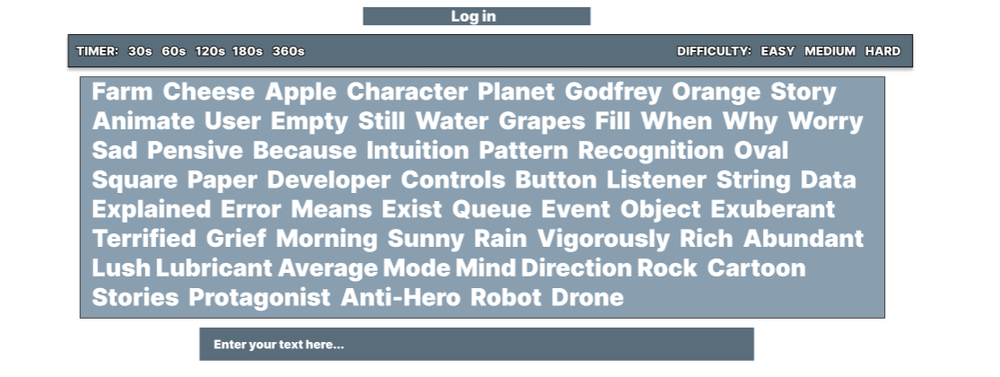 Log in
TIMER: 30s 60s 120s 180s 360s DIFFICULTY: EASY MEDIUM HARD
Farm Cheese Apple Character Planet Godfrey Orange Story
Animate User Empty Still Water Grapes Fill When Why Worry
Sad Pensive Because Intuition Pattern Recognition Oval
Square Paper Developer Controls Button Listener String Data
Explained Error Means Exist Queue Event Object Exuberant
Terrified Grief Morning Sunny Rain Vigorously Rich Abundant
Lush Lubricant Average Mode Mind Direction Rock Cartoon
Stories Protagonist Anti-Hero Robot Drone
Enter your text here...